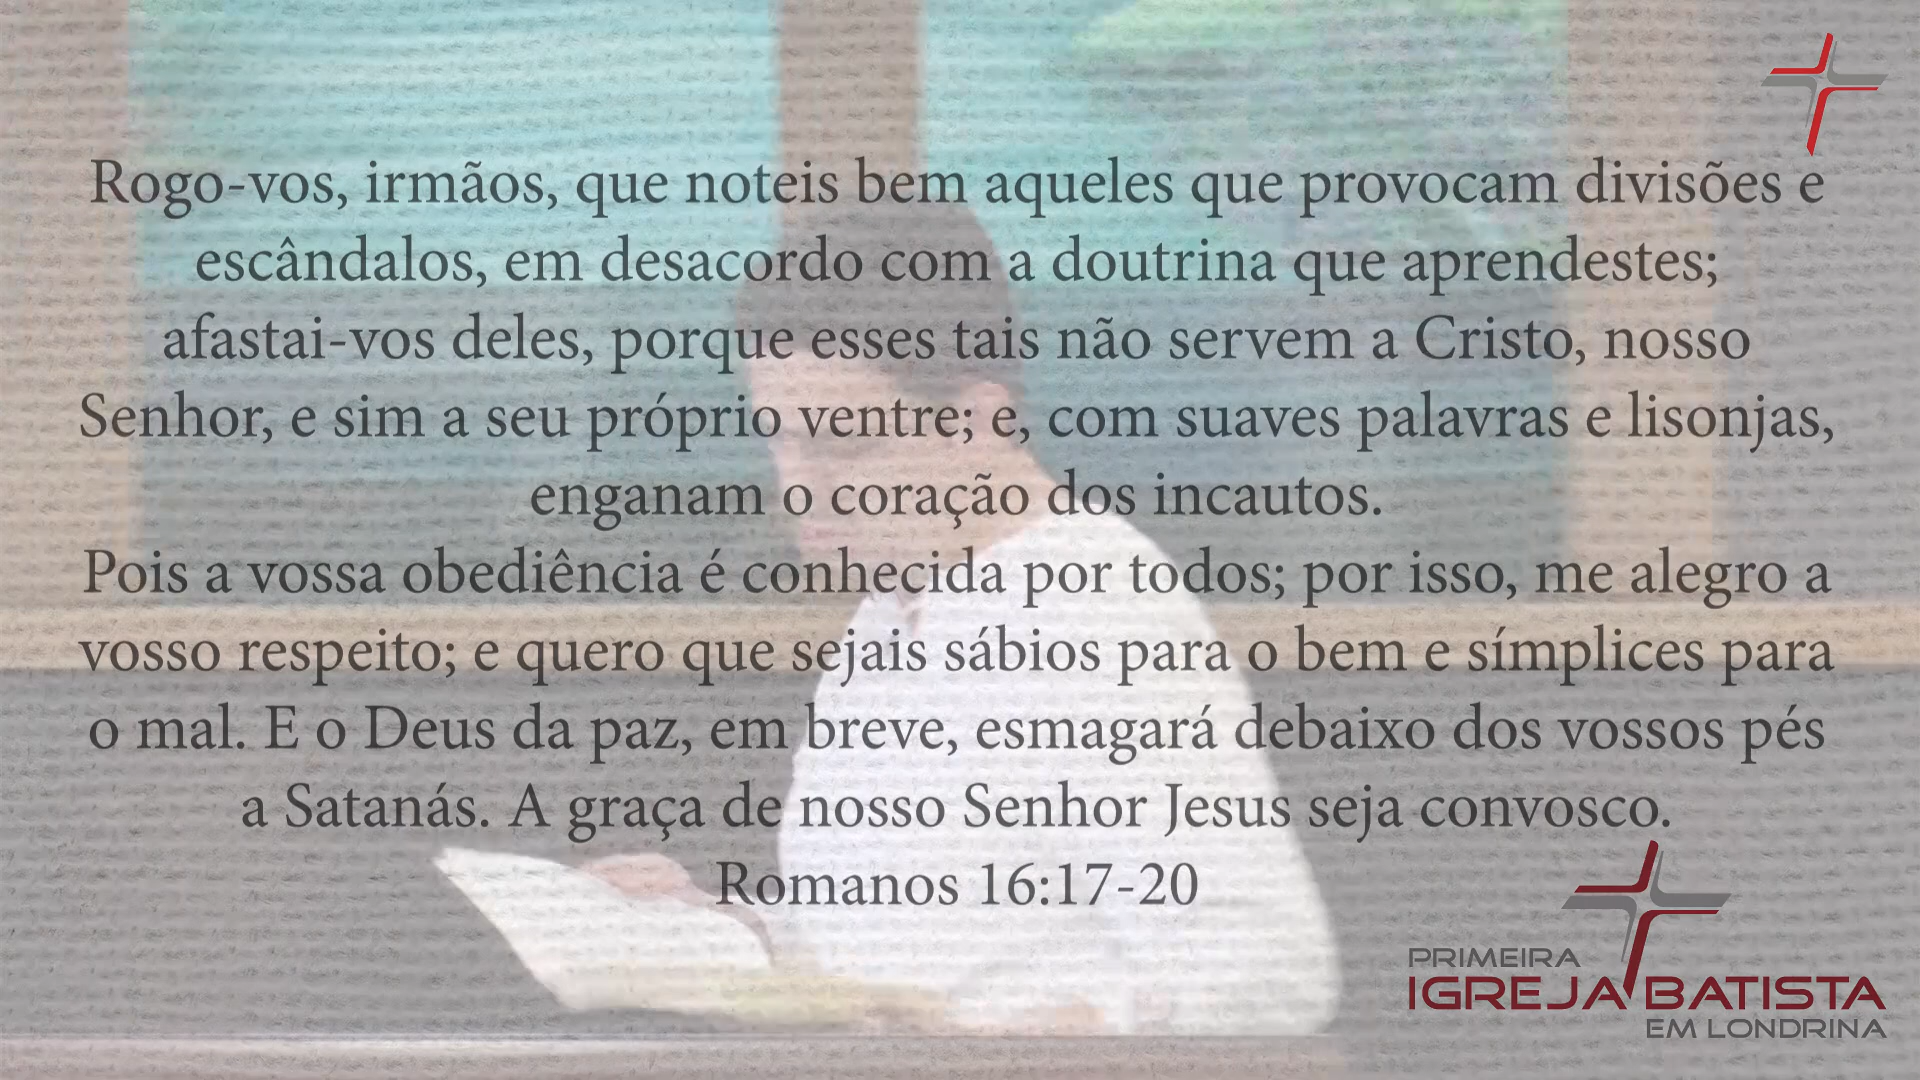 Rogo-vos, irmãos, que noteis bem aqueles que provocam divisões e
escândalos, em desacordo com a doutrina que aprendestes;
afastai-vos deles, porque esses tais não servem a Cristo, nosso
Senhor, e sim a seu próprio ventre; e, com suaves palavras e lisonjas,
enganam o coração dos incautos.
Pois a vossa obediência é conhecida por todos; por isso, me alegro a
vosso respeito; e quero que sejais sábios para o bem e símplices para
o mal. E o Deus da paz, em breve, esmagará debaixo dos vossos pés
a Satanás. A graça de nosso Senhor Jesus seja convosco.
Romanos 16:17-20
PRIMEIRA
IGREJA BATISTA
EM LONDRINA